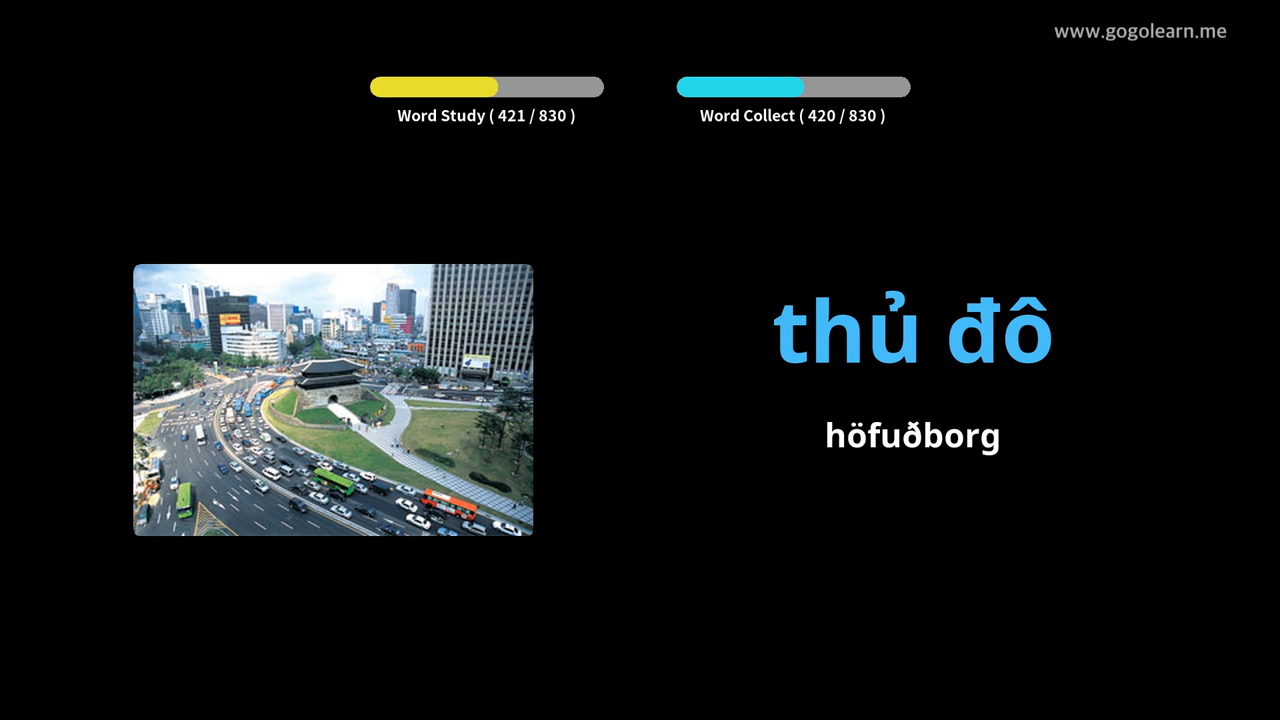 www.gogolearn.me
Word Study ( 421 / 830 )
Word Collect ( 420 / 830 )
thủ đô
höfuðborg